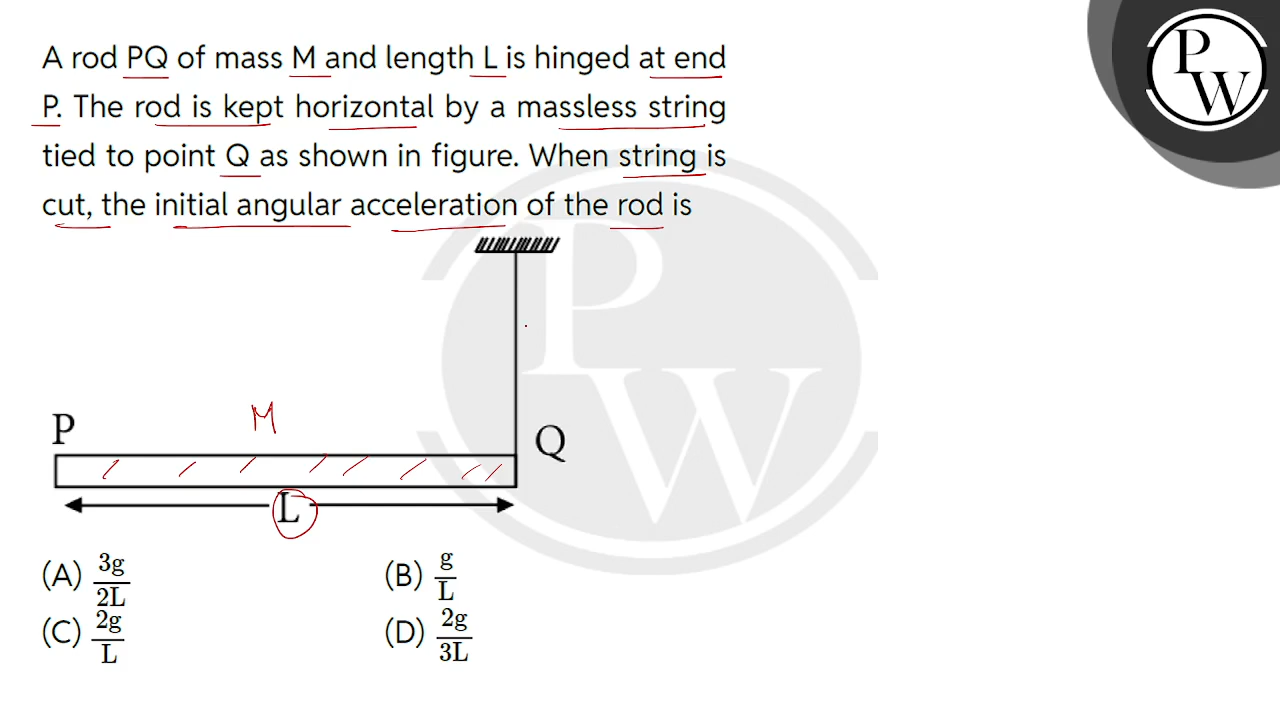 A rod PQ of mass M and length L is hinged at end
P. The rod is kept horizontal by a massless string
tied to point Q as shown in figure. When string is
cut, the initial angular acceleration of the rod is
P
M
Q
L
(A) 3g/2L
(B) g/L
(C) 2g/L
(D) 2g/3L
PW
PW